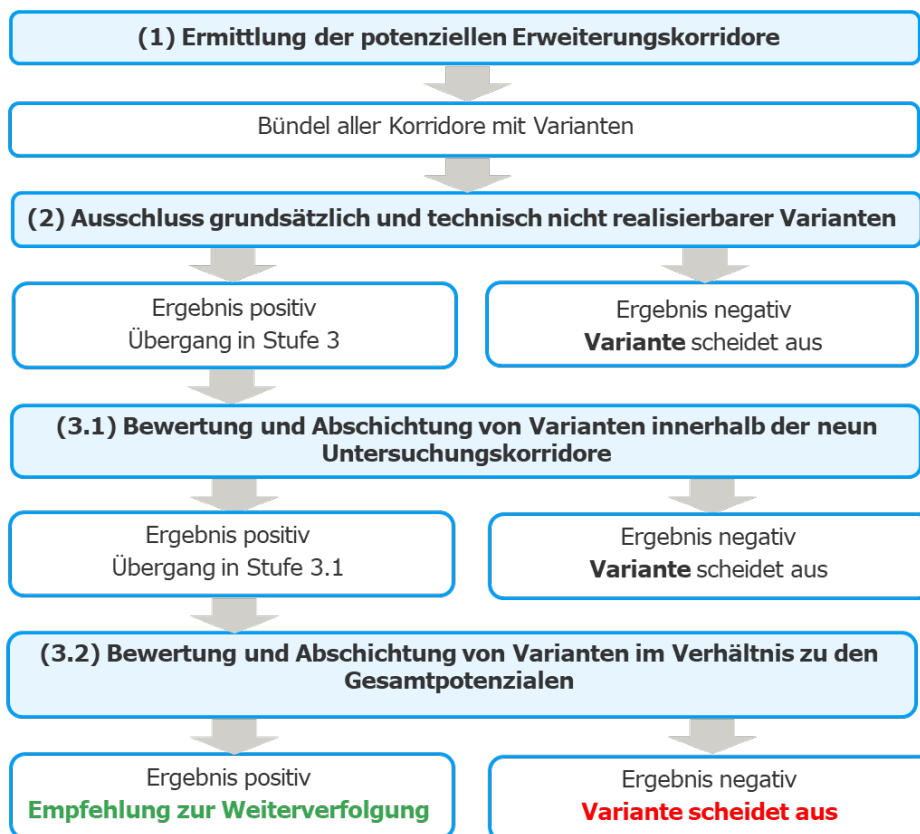 (1) Ermittlung der potenziellen Erweiterungskorridore
Bündel aller Korridore mit Varianten
(2) Ausschluss grundsätzlich und technisch nicht realisierbarer Varianten
Ergebnis positiv
Übergang in Stufe 3
Ergebnis negativ
Variante scheidet aus
(3.1) Bewertung und Abschichtung von Varianten innerhalb der neun
Untersuchungskorridore
Ergebnis positiv
Übergang in Stufe 3.1
Ergebnis negativ
Variante scheidet aus
(3.2) Bewertung und Abschichtung von Varianten im Verhältnis zu den
Gesamtpotenzialen
Ergebnis positiv
Empfehlung zur Weiterverfolgung
Ergebnis negativ
Variante scheidet aus